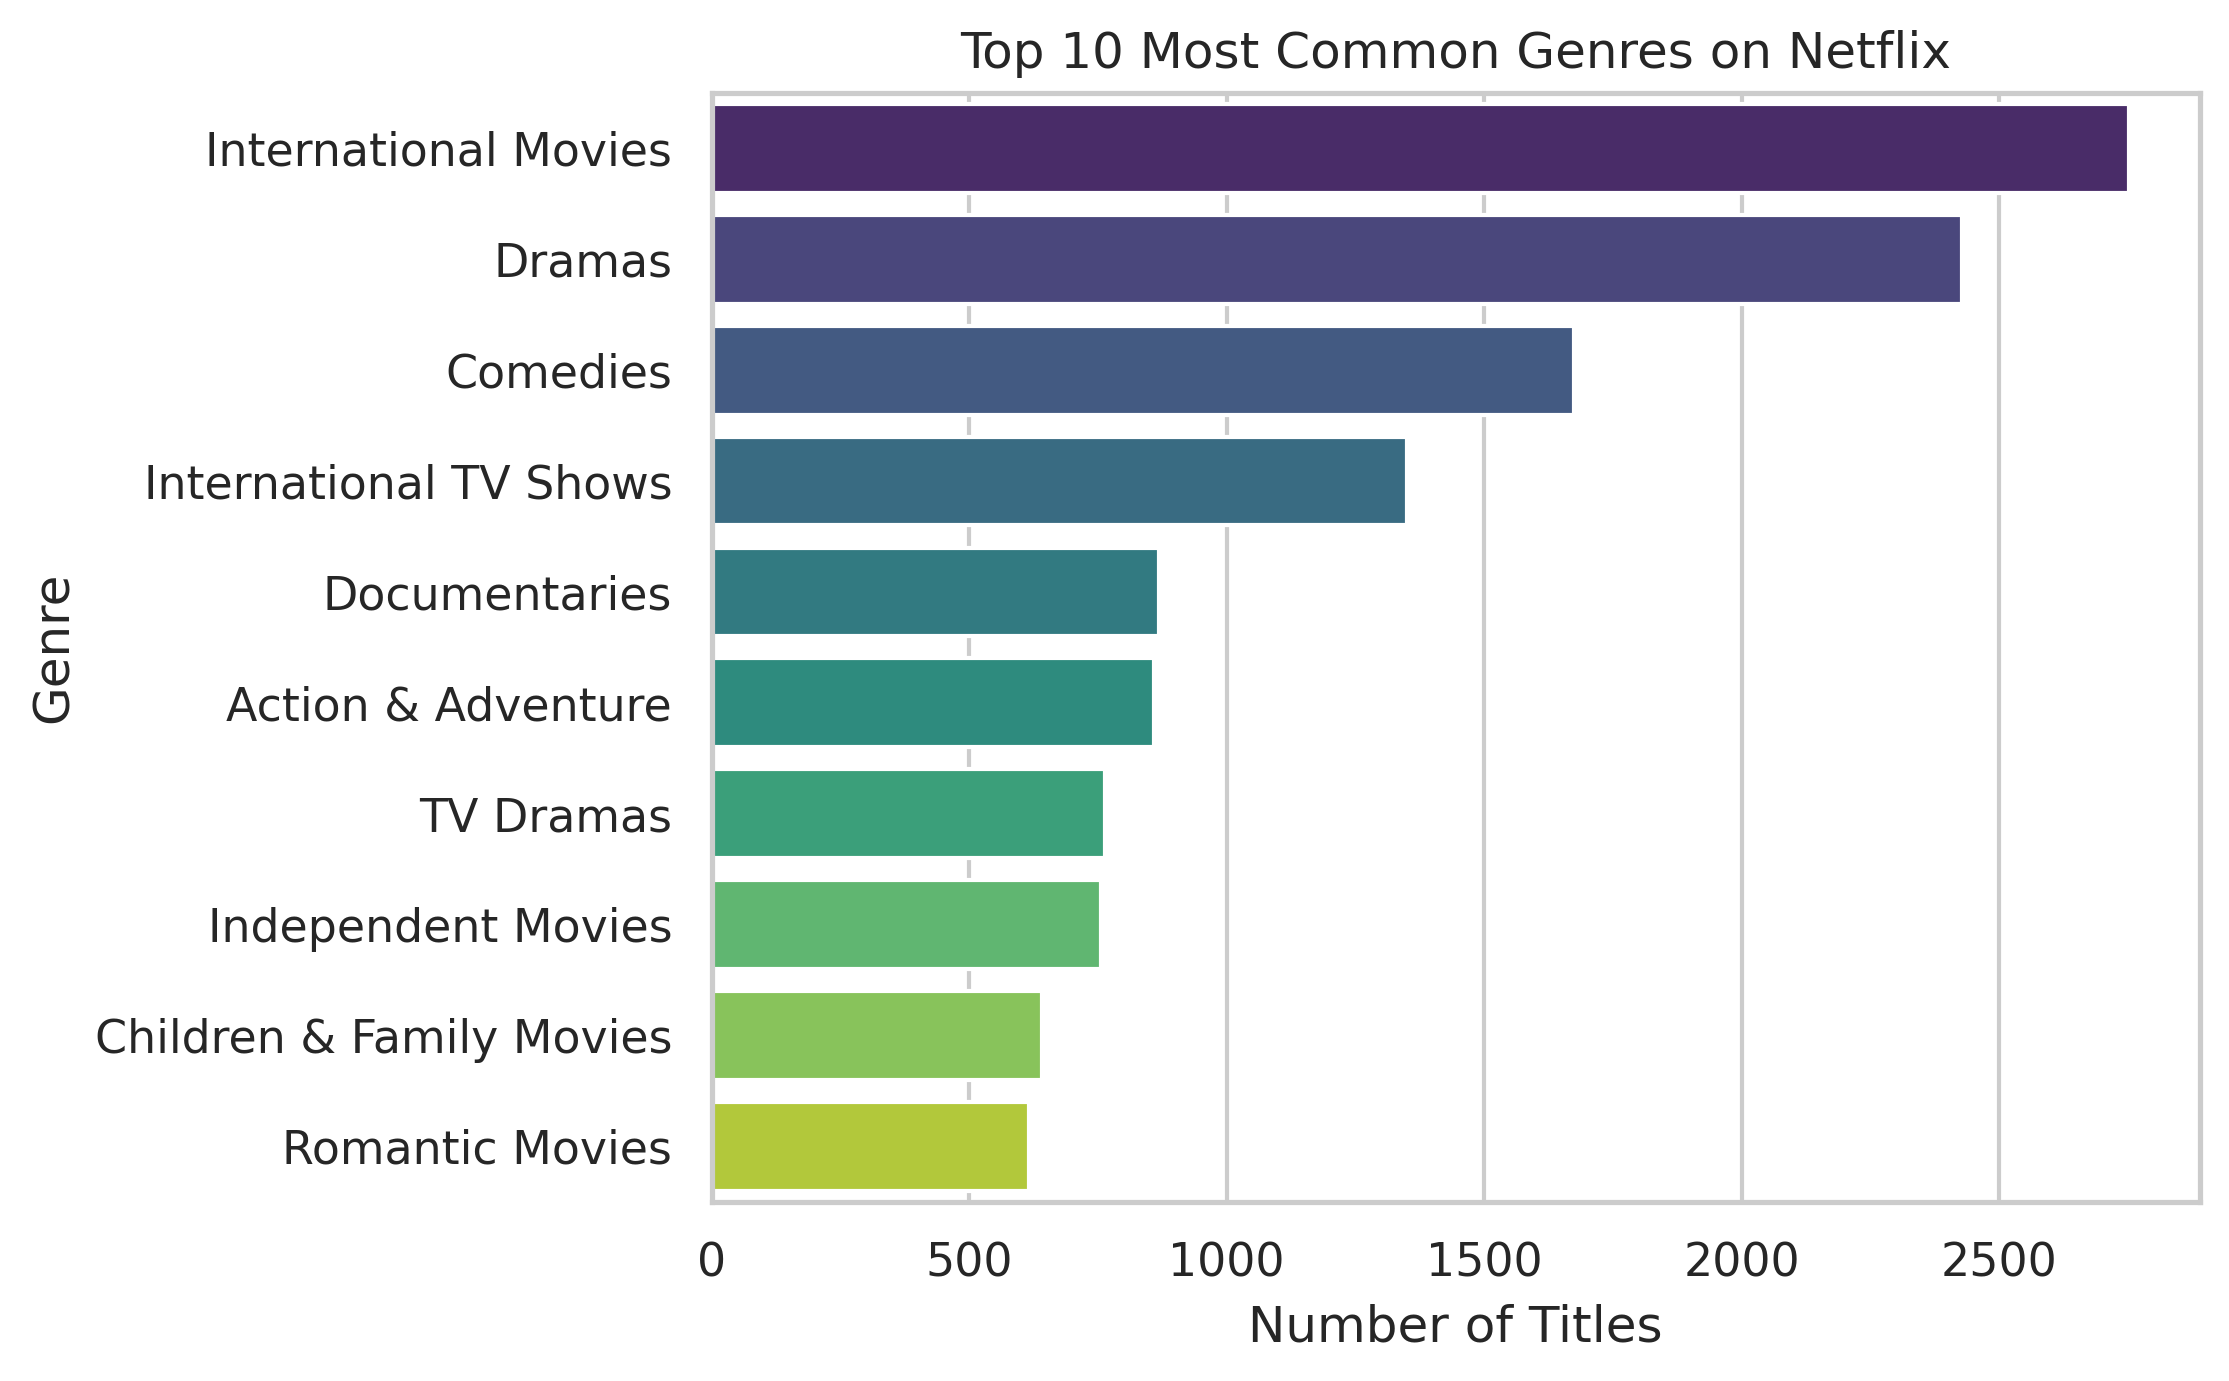 Top 10 Most Common Genres on Netflix
International Movies
Dramas
Comedies
International TV Shows
Documentaries
Action & Adventure
TV Dramas
Independent Movies
Children & Family Movies
Romantic Movies
Genre
0 500 1000 1500 2000 2500
Number of Titles